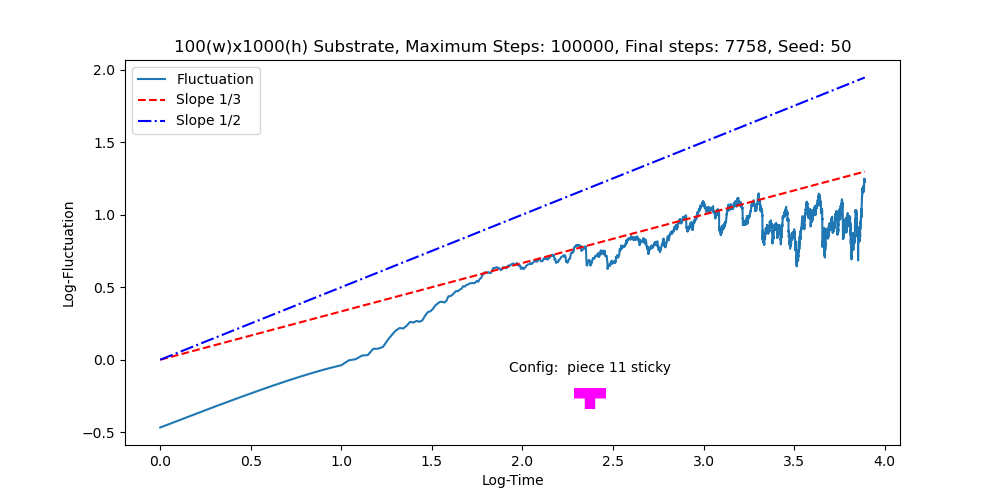 100(w)x1000(h) Substrate, Maximum Steps: 100000, Final steps: 7758, Seed: 50
Fluctuation
Slope 1/3
Slope 1/2
2.0
1.5
1.0
0.5
0.0
−0.5
Log-Fluctuation
Config:  piece 11 sticky
0.0 0.5 1.0 1.5 2.0 2.5 3.0 3.5 4.0
Log-Time